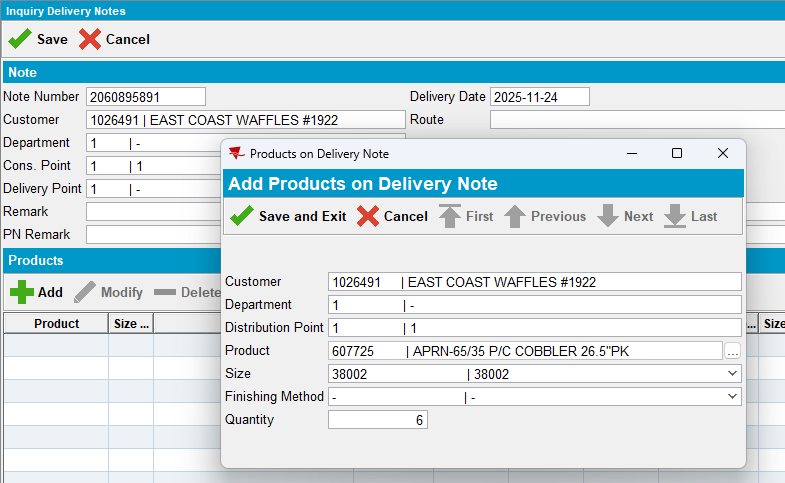 Inquiry Delivery Notes
Save Cancel
Note
Note Number 2060895891 Delivery Date 2025-11-24
Customer 1026491 | EAST COAST WAFFLES #1922 Route
Department 1 | -
Cons. Point 1 | 1
Delivery Point 1 | -
Remark
PN Remark
Products
Add Modify Delete
Product Size ... Size
Products on Delivery Note
Add Products on Delivery Note
Save and Exit Cancel First Previous Next Last
Customer 1026491 | EAST COAST WAFFLES #1922
Department 1 | -
Distribution Point 1 | 1
Product 607725 | APRN-65/35 P/C COBBLER 26.5"PK ...
Size 38002 | 38002
Finishing Method - | -
Quantity 6